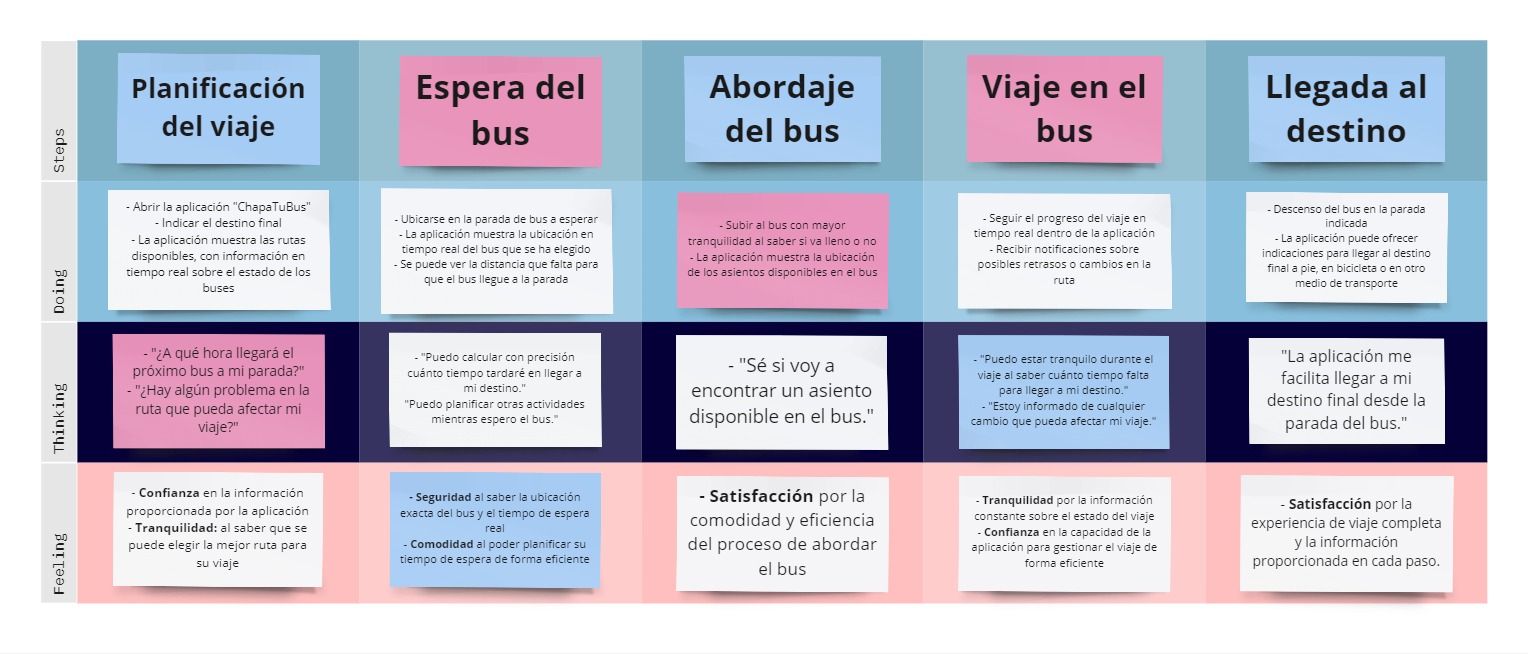 Steps
Planificación
del viaje
Espera del
bus
Abordaje
del bus
Viaje en el
bus
Llegada al
destino
Doing
- Abrir la aplicación "ChapaTuBus"
- Indicar el destino final
- La aplicación muestra las rutas
disponibles, con información en
tiempo real sobre el estado de los
buses
- Ubicarse en la parada de bus a esperar
- La aplicación muestra la ubicación en
tiempo real del bus que se ha elegido
- Se puede ver la distancia que falta para
que el bus llegue a la parada
- Subir al bus con mayor
tranquilidad al saber si va lleno o no
- La aplicación muestra la ubicación
de los asientos disponibles en el bus
- Seguir el progreso del viaje en
tiempo real dentro de la aplicación
- Recibir notificaciones sobre
posibles retrasos o cambios en la
ruta
- Descenso del bus en la parada
indicada
- La aplicación puede ofrecer
indicaciones para llegar al destino
final a pie, en bicicleta o en otro
medio de transporte
Thinking
- "¿A qué hora llegará el
próximo bus a mi parada?"
- "¿Hay algún problema en la
ruta que pueda afectar mi
viaje?"
- "Puedo calcular con precisión
cuánto tiempo tardaré en llegar a
mi destino."
"Puedo planificar otras actividades
mientras espero el bus."
- "Sé si voy a
encontrar un asiento
disponible en el bus."
- "Puedo estar tranquilo durante el
viaje al saber cuánto tiempo falta
para llegar a mi destino."
- "Estoy informado de cualquier
cambio que pueda afectar mi viaje."
"La aplicación me
facilita llegar a mi
destino final desde la
parada del bus."
Feeling
- Confianza en la información
proporcionada por la aplicación
- Tranquilidad: al saber que se
puede elegir la mejor ruta para
su viaje
- Seguridad al saber la ubicación
exacta del bus y el tiempo de espera
real
- Comodidad al poder planificar su
tiempo de espera de forma eficiente
- Satisfacción por la
comodidad y eficiencia
del proceso de abordar
el bus
- Tranquilidad por la información
constante sobre el estado del viaje
- Confianza en la capacidad de la
aplicación para gestionar el viaje de
forma eficiente
- Satisfacción por la
experiencia de viaje completa
y la información
proporcionada en cada paso.